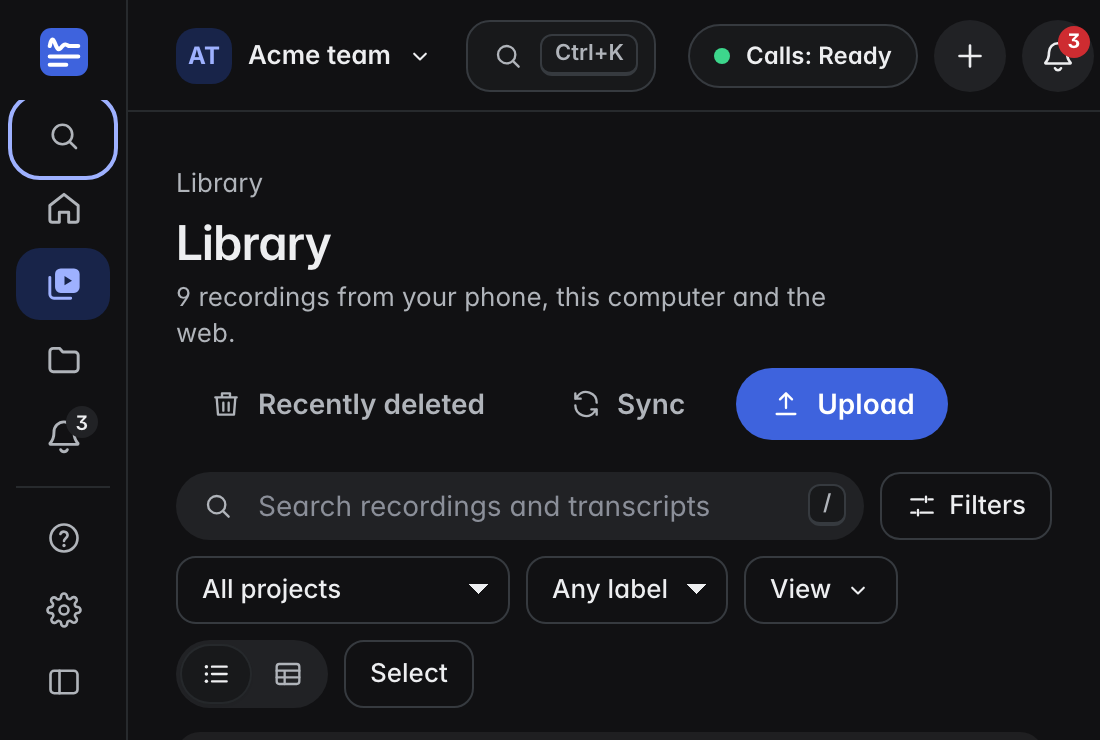 AT Acme team Ctrl+K Calls: Ready 3
Library
Library
9 recordings from your phone, this computer and the
web.
3
Recently deleted Sync Upload
Search recordings and transcripts / Filters
All projects Any label View
Select